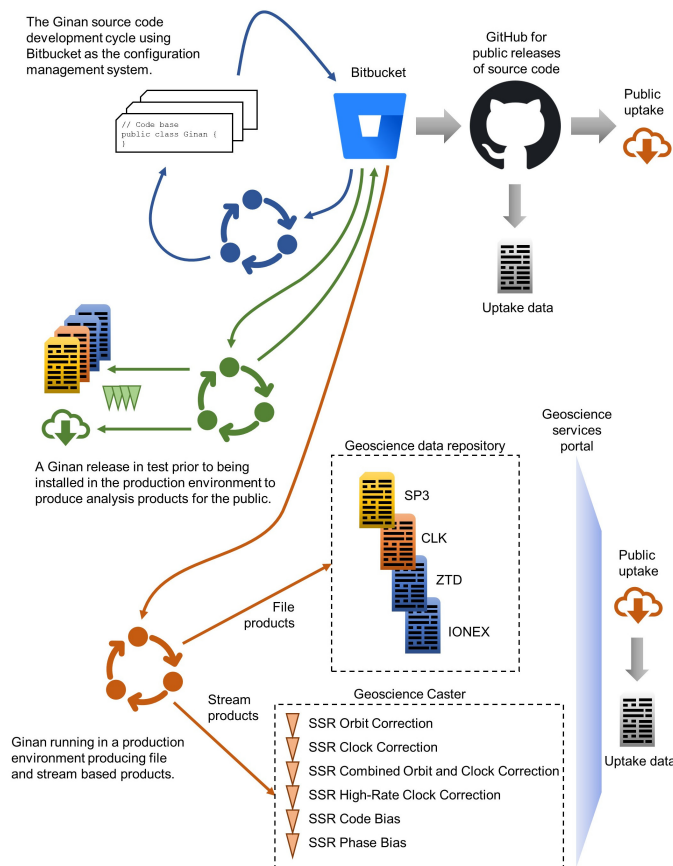 The Ginan source code
development cycle using
Bitbucket as the configuration
management system.
Bitbucket
GitHub for
public releases
of source code
Public
uptake
// Code base
public class Ginan {
}
Uptake data
A Ginan release in test prior to being
installed in the production environment to
produce analysis products for the public.
Geoscience data repository
SP3
CLK
ZTD
IONEX
Geoscience
services
portal
File
products
Public
uptake
Uptake data
Stream
products
Ginan running in a production
environment producing file
and stream based products.
Geoscience Caster
SSR Orbit Correction
SSR Clock Correction
SSR Combined Orbit and Clock Correction
SSR High-Rate Clock Correction
SSR Code Bias
SSR Phase Bias